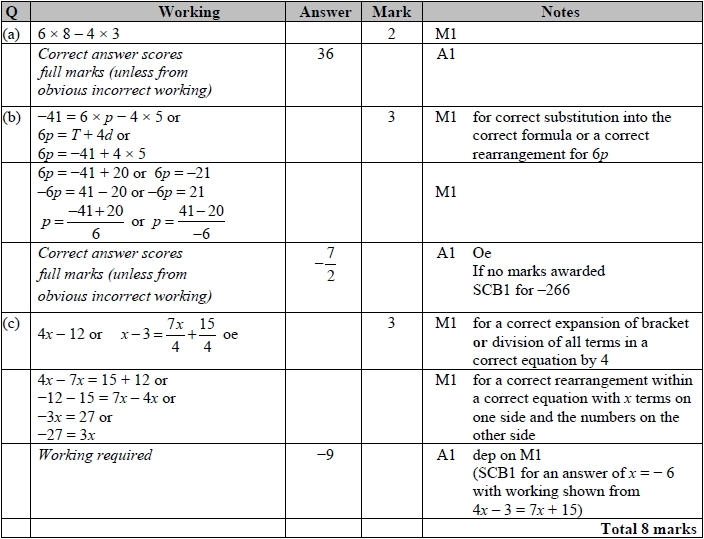 Q Working Answer Mark Notes
(a) 6 × 8 – 4 × 3 2 M1
Correct answer scores 36 A1
full marks (unless from
obvious incorrect working)
(b) −41 = 6 × p – 4 × 5 or 3 M1 for correct substitution into the
6p = T + 4d or correct formula or a correct
6p = −41 + 4 × 5 rearrangement for 6p
6p = −41 + 20 or 6p = −21
−6p = 41 – 20 or −6p = 21 M1
p = (−41+20)/6 or p = (41−20)/−6
Correct answer scores −7/2 A1 Oe
full marks (unless from If no marks awarded
obvious incorrect working) SCB1 for −266
(c) 4x – 12 or x − 3 = 7x/4 + 15/4 oe 3 M1 for a correct expansion of bracket
or division of all terms in a
correct equation by 4
4x – 7x = 15 + 12 or M1 for a correct rearrangement within
−12 – 15 = 7x – 4x or a correct equation with x terms on
−3x = 27 or one side and the numbers on the
−27 = 3x other side
Working required −9 A1 dep on M1
(SCB1 for an answer of x = − 6
with working shown from
4x – 3 = 7x + 15)
Total 8 marks